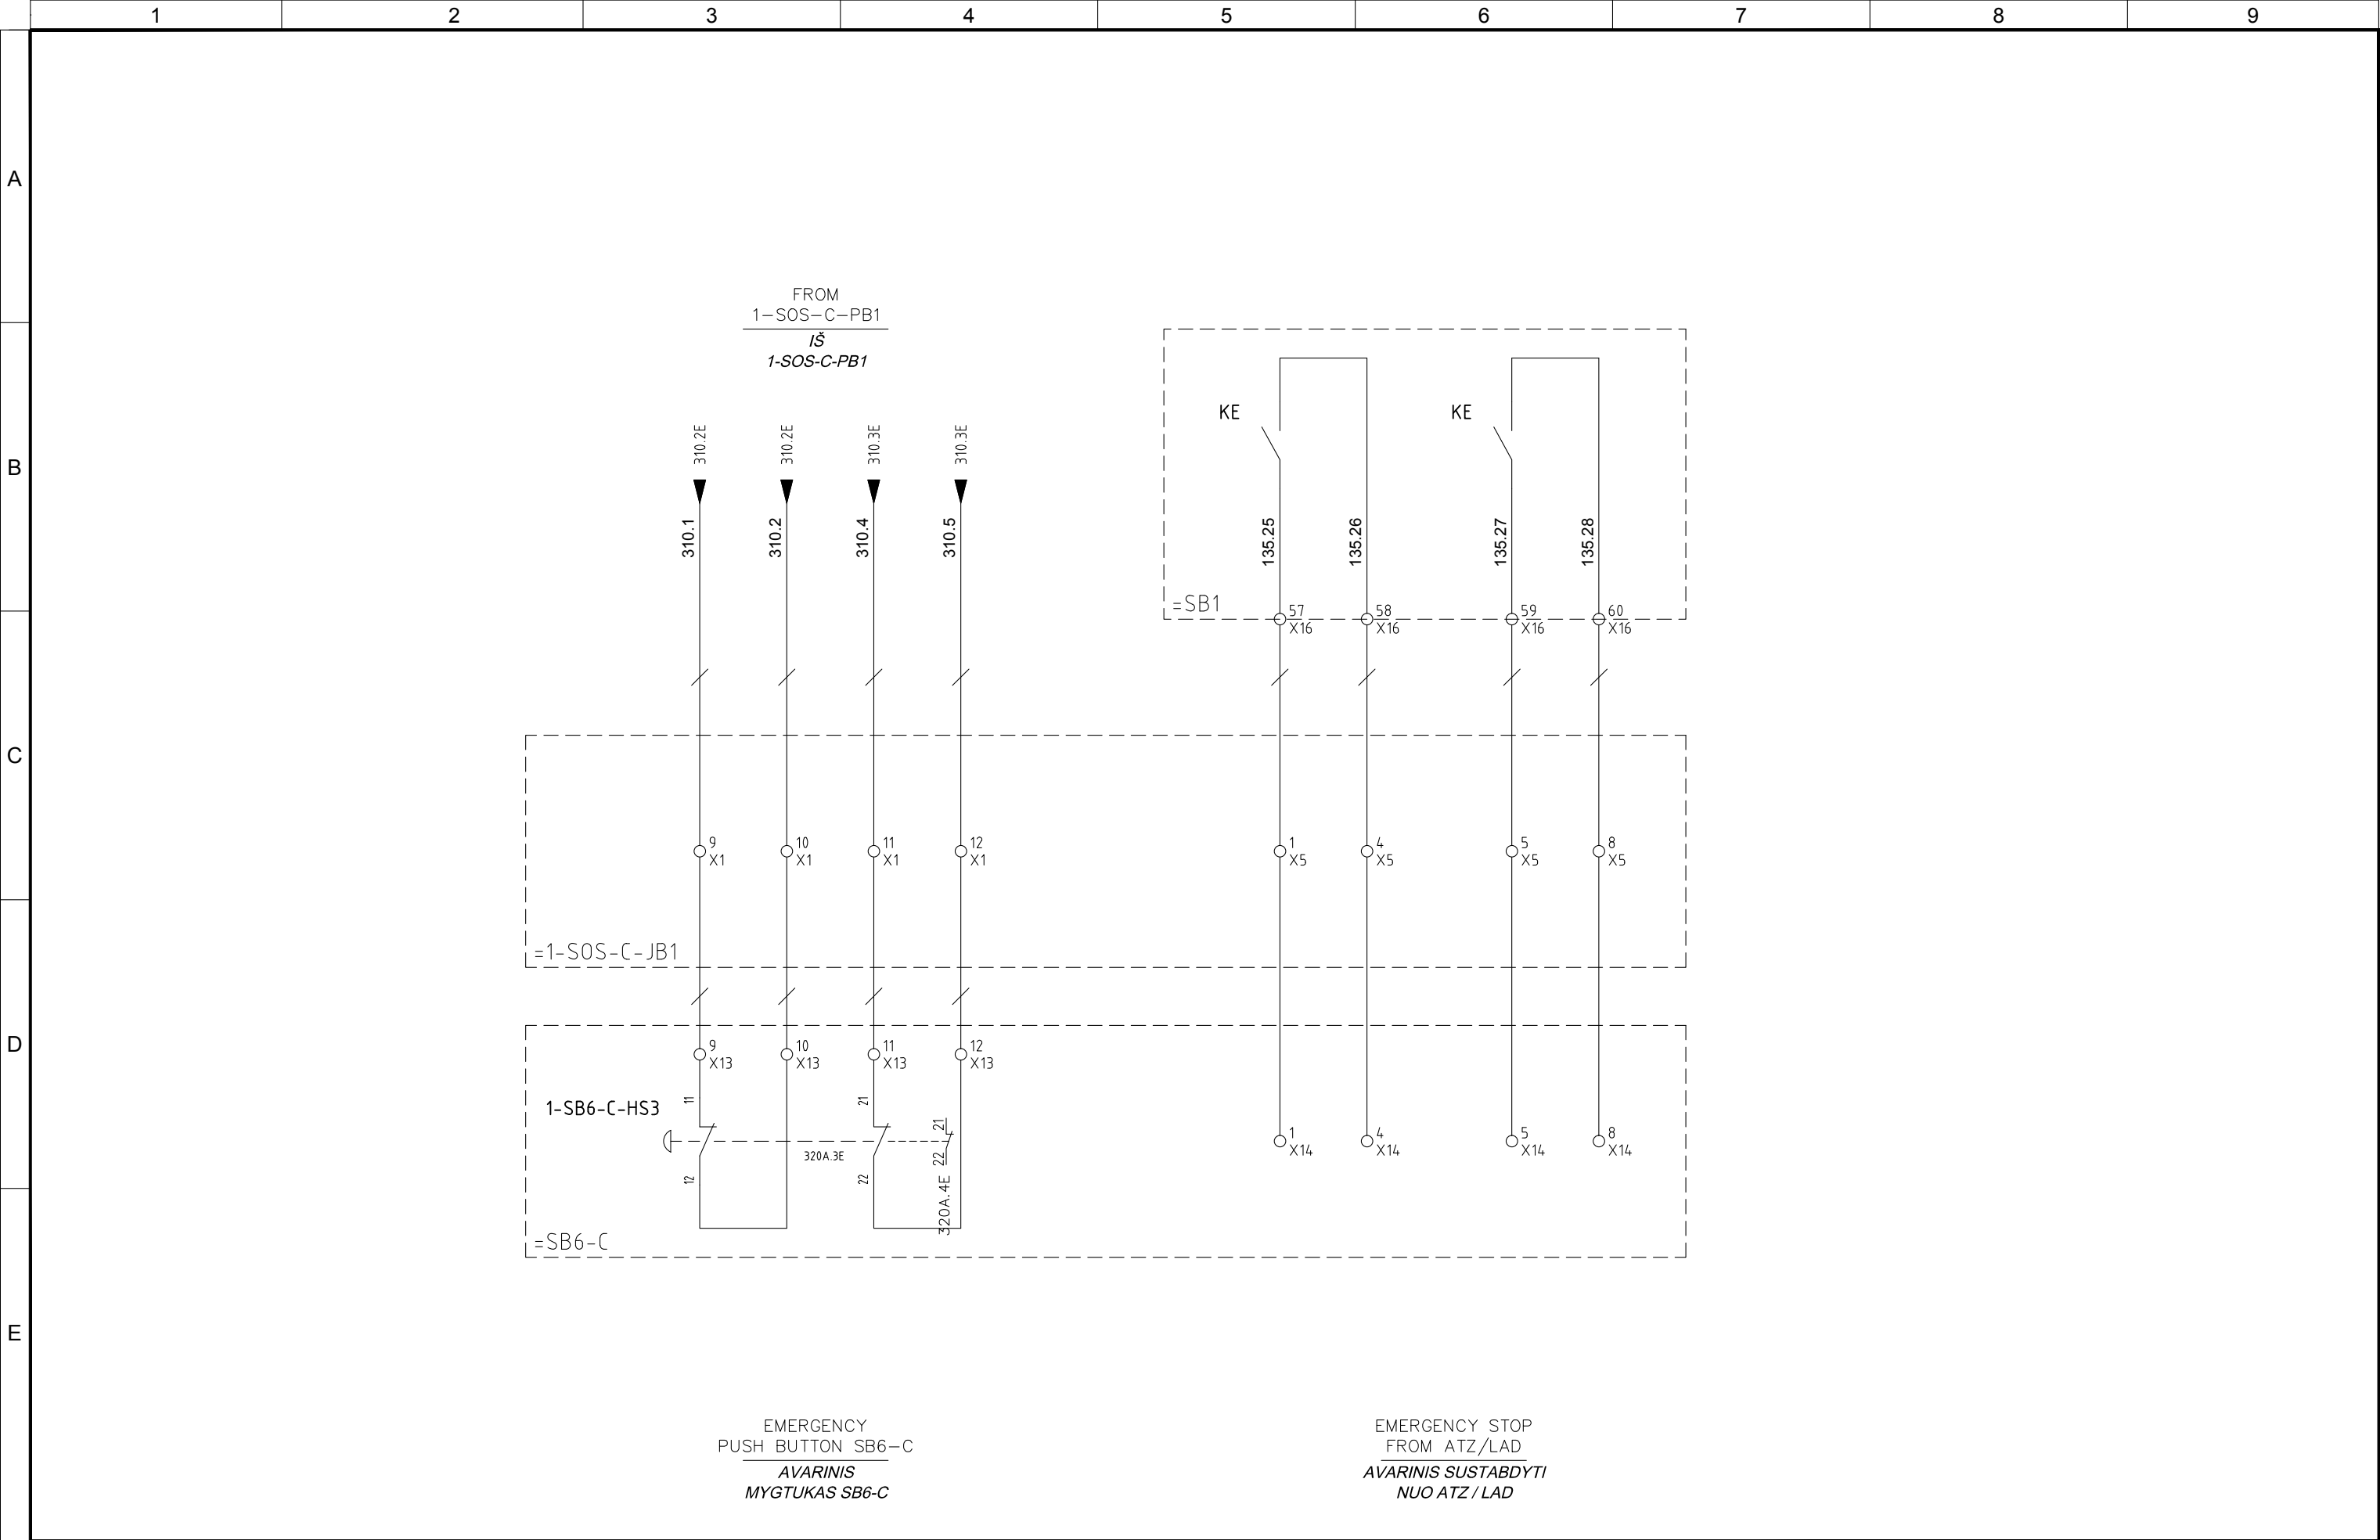 1 2 3 4 5 6 7 8 9
A
B
C
D
E
FROM
1-SOS-C-PB1
IŠ
1-SOS-C-PB1
310.2E 310.2E 310.3E 310.3E
310.1 310.2 310.4 310.5
KE KE
135.25 135.26 135.27 135.28
=SB1
57 58 59 60
X16 X16 X16 X16
9 10 11 12 1 4 5 8
X1 X1 X1 X1 X5 X5 X5 X5
=1-SOS-C-JB1
9 10 11 12
X13 X13 X13 X13
1-SB6-C-HS3
11 21
21
12 22 22
320A.3E
320A.4E
1 4 5 8
X14 X14 X14 X14
=SB6-C
EMERGENCY
PUSH BUTTON SB6-C
AVARINIS
MYGTUKAS SB6-C
EMERGENCY STOP
FROM ATZ/LAD
AVARINIS SUSTABDYTI
NUO ATZ / LAD